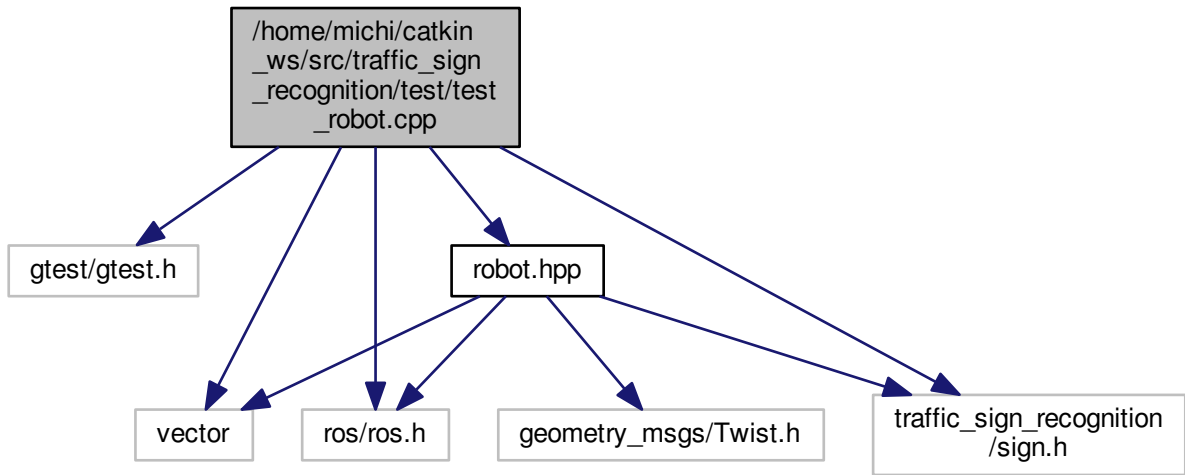 /home/michi/catkin
_ws/src/traffic_sign
_recognition/test/test
_robot.cpp
gtest/gtest.h
robot.hpp
vector
ros/ros.h
geometry_msgs/Twist.h
traffic_sign_recognition
/sign.h